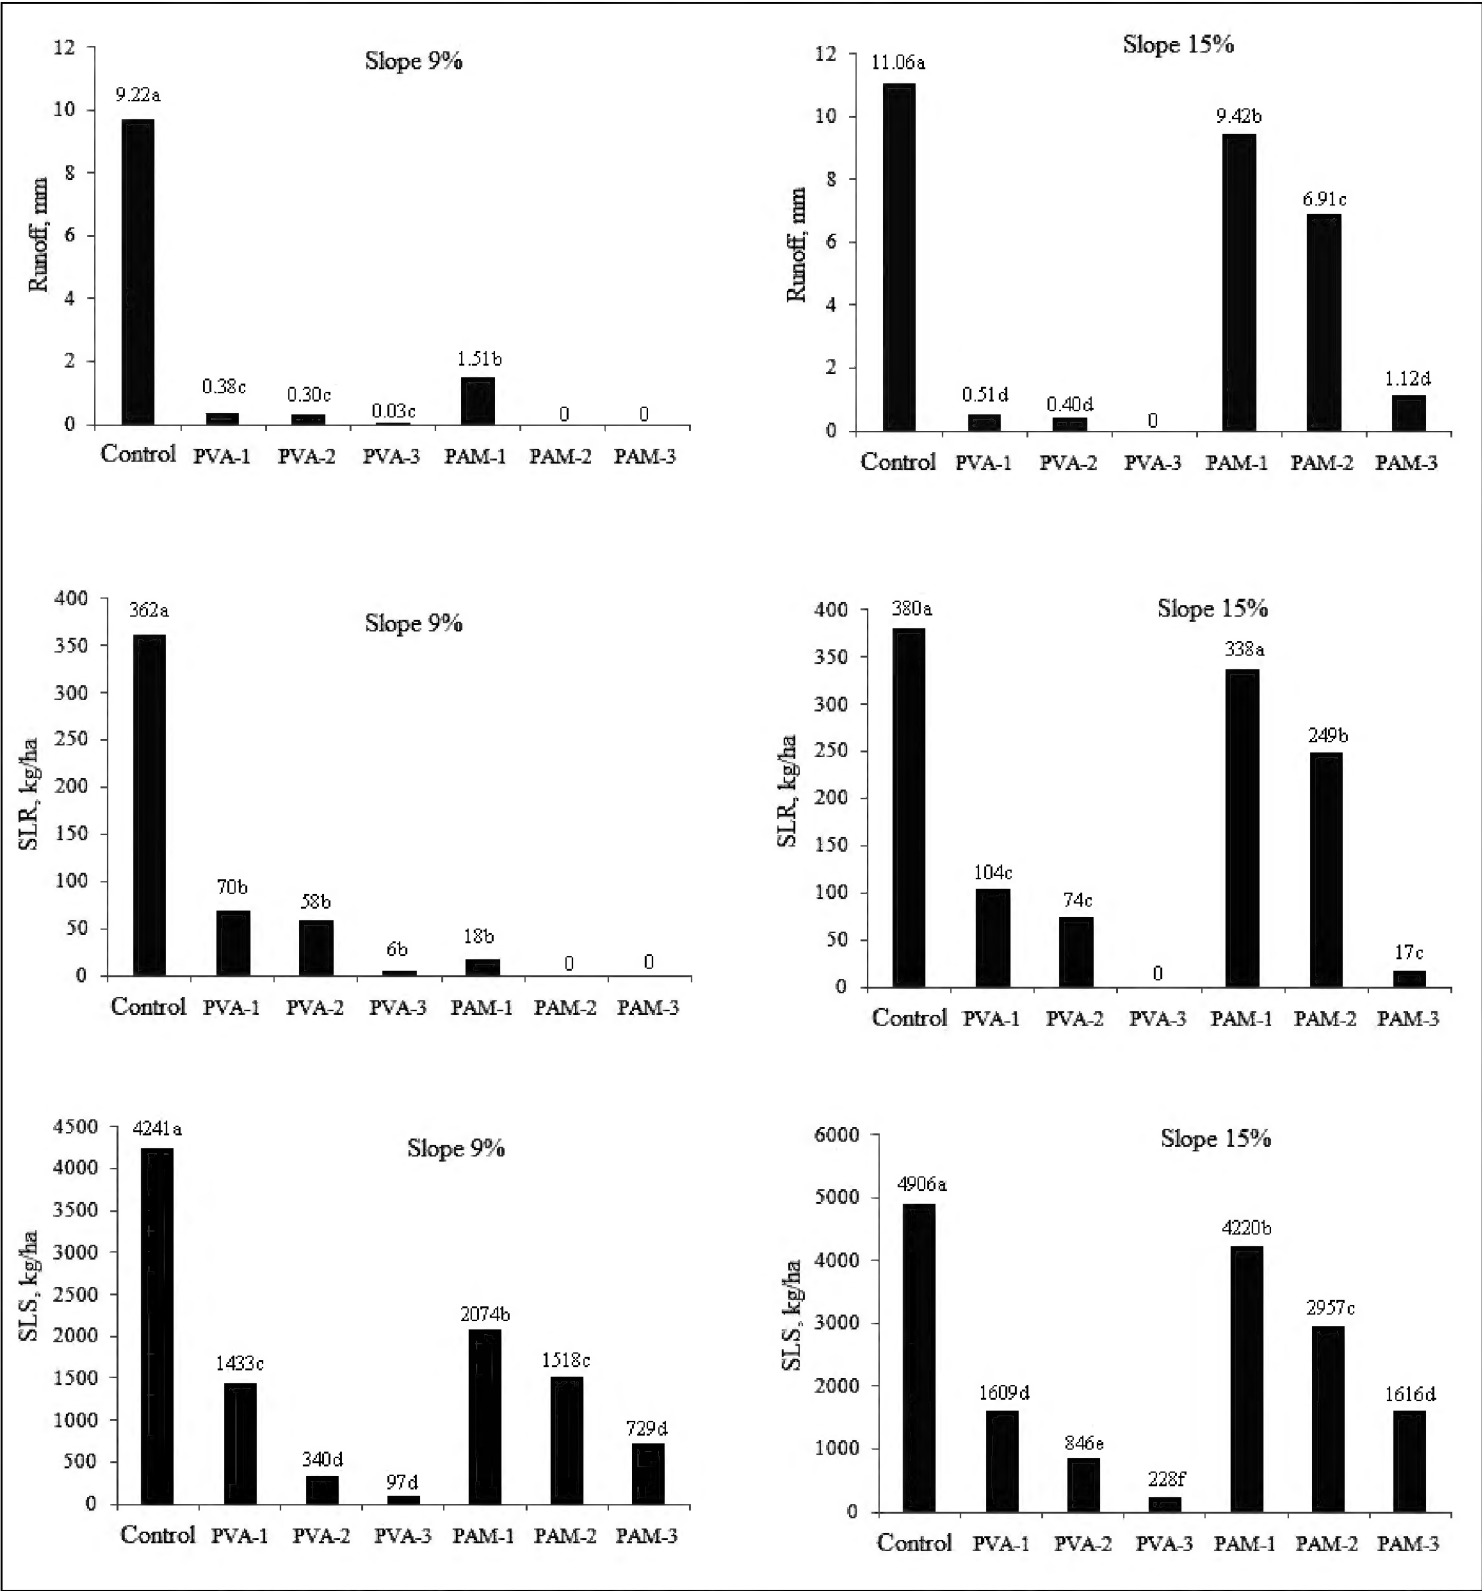 Slope 9%
Runoff, mm
12
10
8
6
4
2
0
9.22a
0.38c
0.30c
0.03c
1.51b
0
0
Control PVA-1 PVA-2 PVA-3 PAM-1 PAM-2 PAM-3
Slope 15%
Runoff, mm
12
10
8
6
4
2
0
11.06a
0.51d
0.40d
0
9.42b
6.91c
1.12d
Control PVA-1 PVA-2 PVA-3 PAM-1 PAM-2 PAM-3
Slope 9%
SLR, kg/ha
400
350
300
250
200
150
100
50
0
362a
70b
58b
6b
18b
0
0
Control PVA-1 PVA-2 PVA-3 PAM-1 PAM-2 PAM-3
Slope 15%
SLR, kg/ha
400
350
300
250
200
150
100
50
0
380a
104c
74c
0
338a
249b
17c
Control PVA-1 PVA-2 PVA-3 PAM-1 PAM-2 PAM-3
Slope 9%
SLS, kg/ha
4500
4000
3500
3000
2500
2000
1500
1000
500
0
4241a
1433c
340d
97d
2074b
1518c
729d
Control PVA-1 PVA-2 PVA-3 PAM-1 PAM-2 PAM-3
Slope 15%
SLS, kg/ha
6000
5000
4000
3000
2000
1000
0
4906a
1609d
846e
228f
4220b
2957c
1616d
Control PVA-1 PVA-2 PVA-3 PAM-1 PAM-2 PAM-3